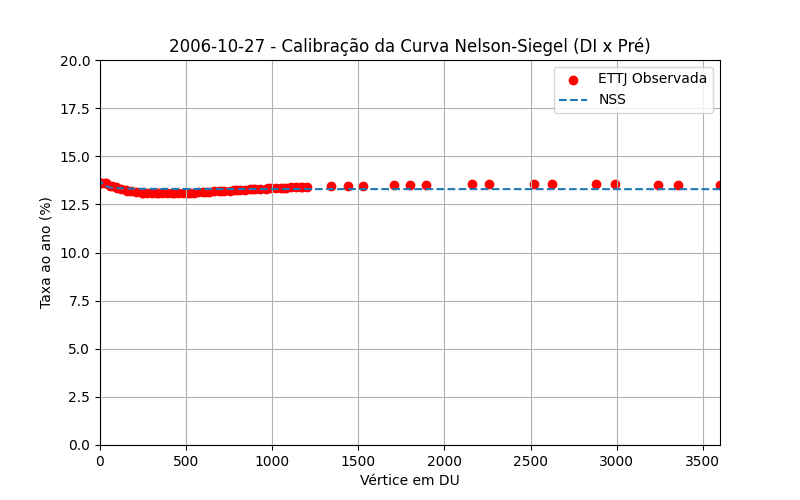 2006-10-27 - Calibração da Curva Nelson-Siegel (DI x Pré)
ETTJ Observada
NSS
Taxa ao ano (%)
20.0
17.5
15.0
12.5
10.0
7.5
5.0
2.5
0.0
0 500 1000 1500 2000 2500 3000 3500
Vértice em DU